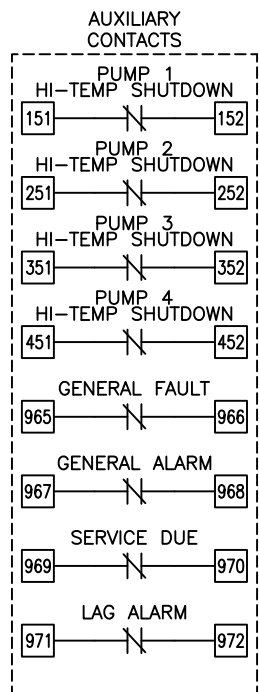 AUXILIARY
CONTACTS
PUMP 1
HI-TEMP SHUTDOWN
151 152
PUMP 2
HI-TEMP SHUTDOWN
251 252
PUMP 3
HI-TEMP SHUTDOWN
351 352
PUMP 4
HI-TEMP SHUTDOWN
451 452
GENERAL FAULT
965 966
GENERAL ALARM
967 968
SERVICE DUE
969 970
LAG ALARM
971 972